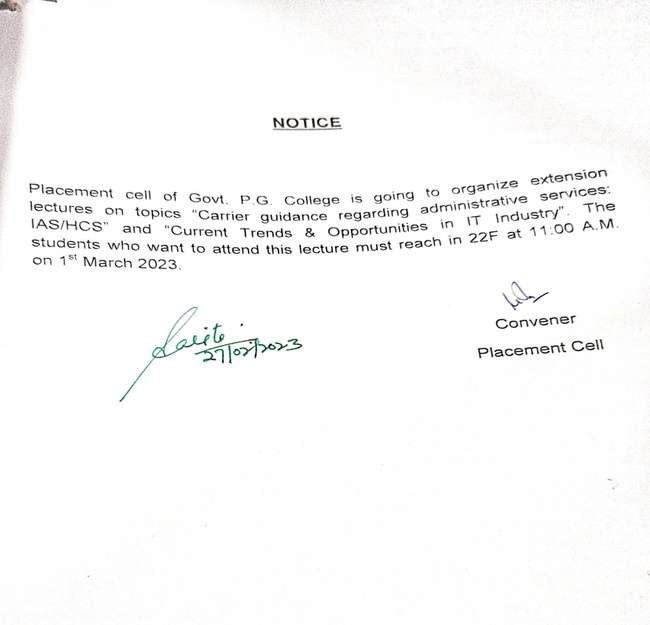 NOTICE
Placement cell of Govt. P.G. College is going to organize extension
lectures on topics "Carrier guidance regarding administrative services:
IAS/HCS" and "Current Trends & Opportunities in IT Industry". The
students who want to attend this lecture must reach in 22F at 11:00 A.M.
on 1st March 2023.
27/02/2023
Convener
Placement Cell